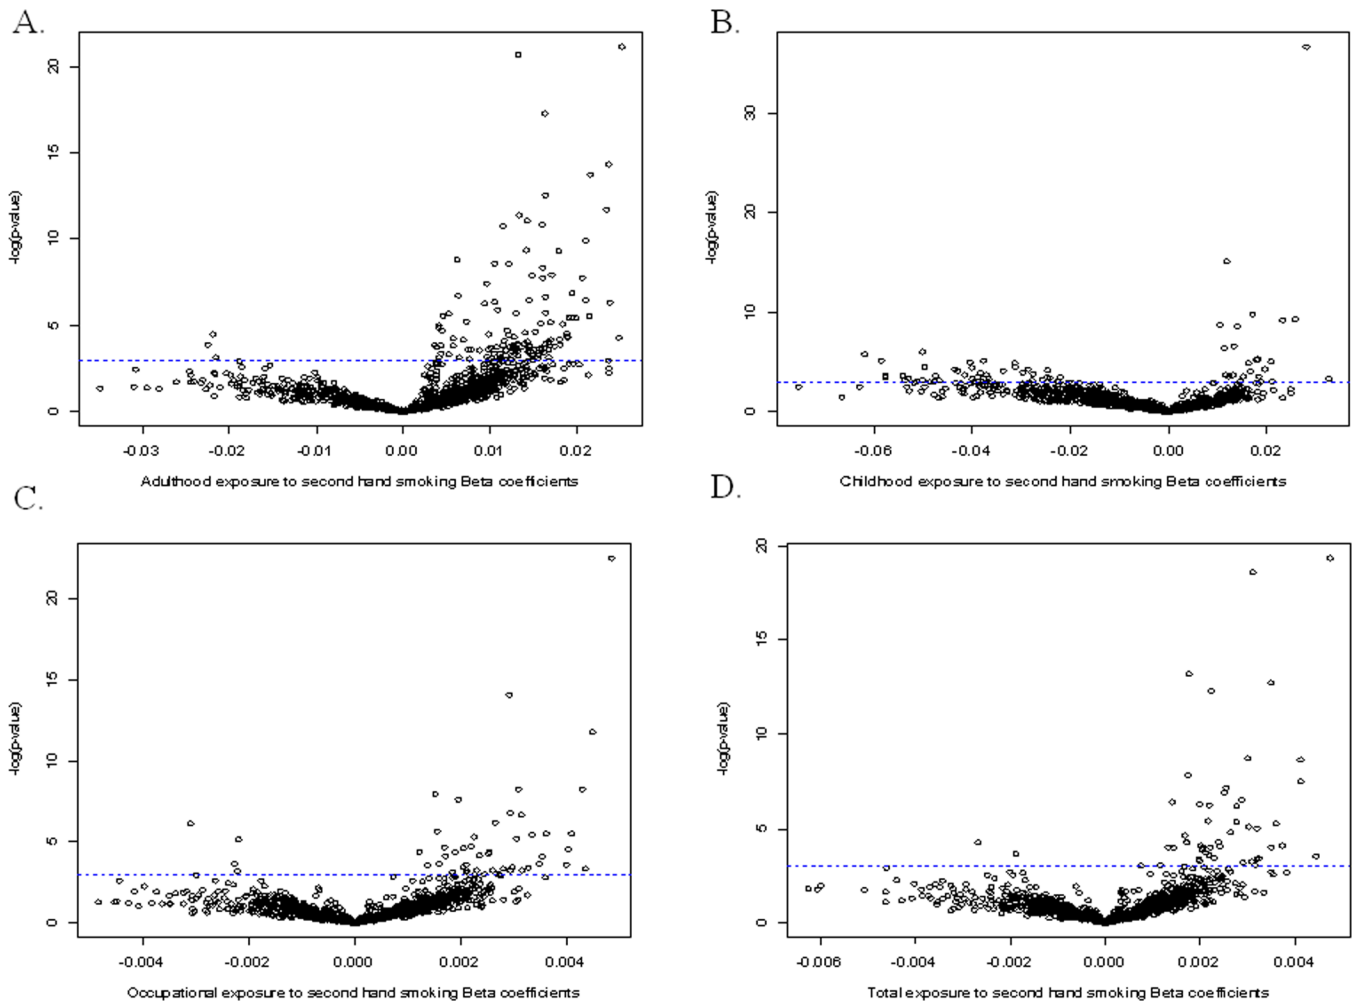 A.
20
15
10
5
0
-log(p-value)
-0.03 -0.02 -0.01 0.00 0.01 0.02
Adulthood exposure to second hand smoking Beta coefficients
B.
30
20
10
0
-log(p-value)
-0.06 -0.04 -0.02 0.00 0.02
Childhood exposure to second hand smoking Beta coefficients
C.
20
15
10
5
0
-log(p-value)
-0.004 -0.002 0.000 0.002 0.004
Occupational exposure to second hand smoking Beta coefficients
D.
20
15
10
5
0
-log(p-value)
-0.006 -0.004 -0.002 0.000 0.002 0.004
Total exposure to second hand smoking Beta coefficients